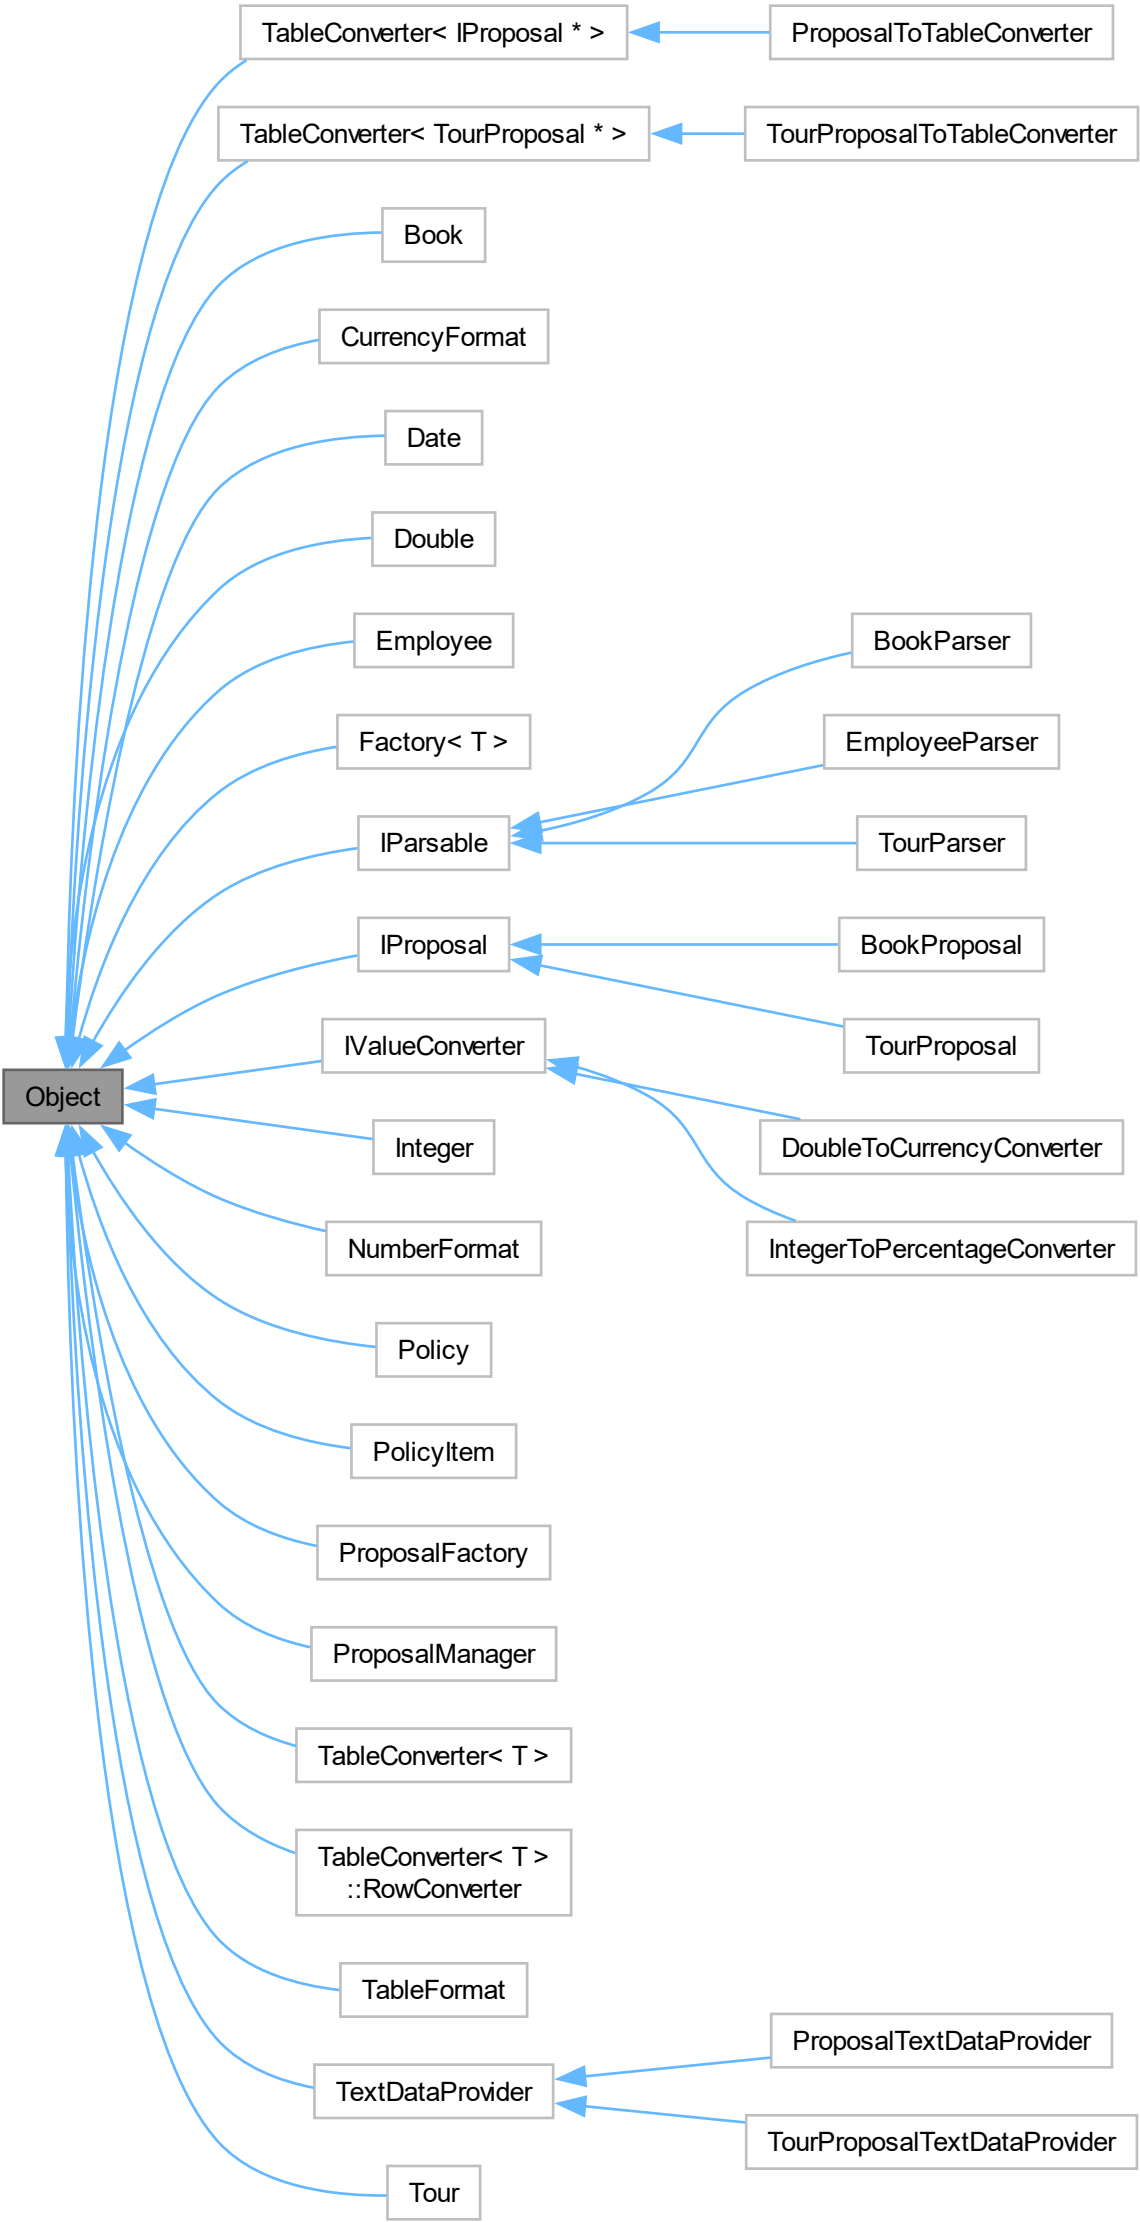 TableConverter< IProposal * >
ProposalToTableConverter
TableConverter< TourProposal * >
TourProposalToTableConverter
Book
CurrencyFormat
Date
Double
Employee
BookParser
Factory< T >
EmployeeParser
IParsable
TourParser
IProposal
BookProposal
IValueConverter
TourProposal
Object
Integer
DoubleToCurrencyConverter
NumberFormat
IntegerToPercentageConverter
Policy
PolicyItem
ProposalFactory
ProposalManager
TableConverter< T >
TableConverter< T >
::RowConverter
TableFormat
ProposalTextDataProvider
TextDataProvider
TourProposalTextDataProvider
Tour